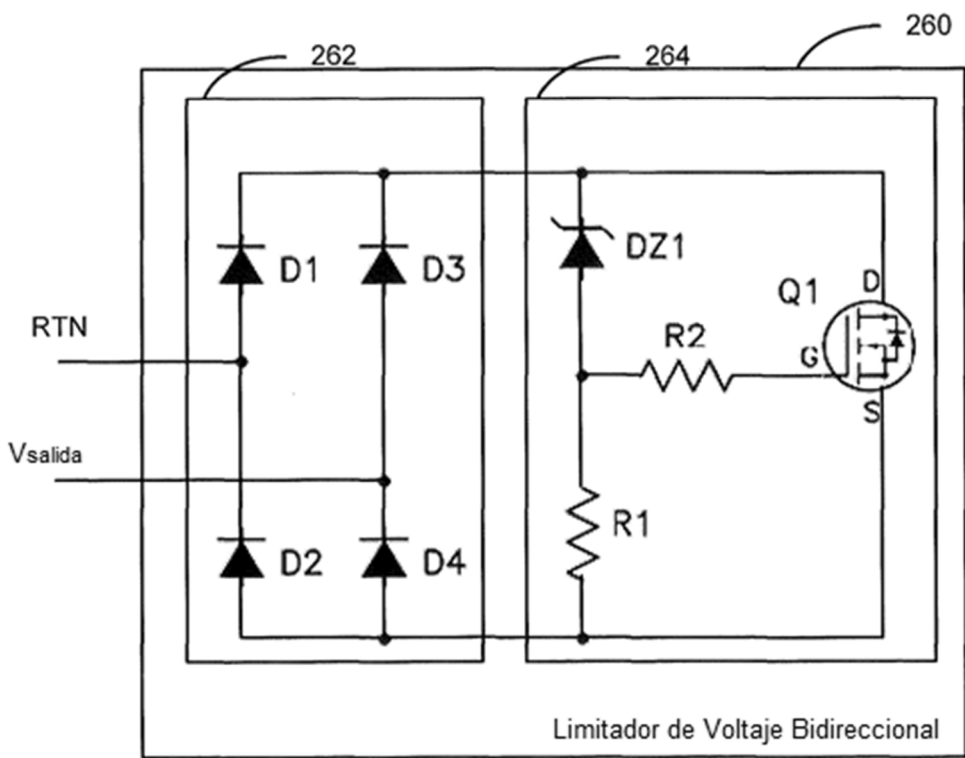 260
262
264
D1
D3
DZ1
Q1
D
RTN
R2
G
S
Vsalida
R1
D2
D4
Limitador de Voltaje Bidireccional